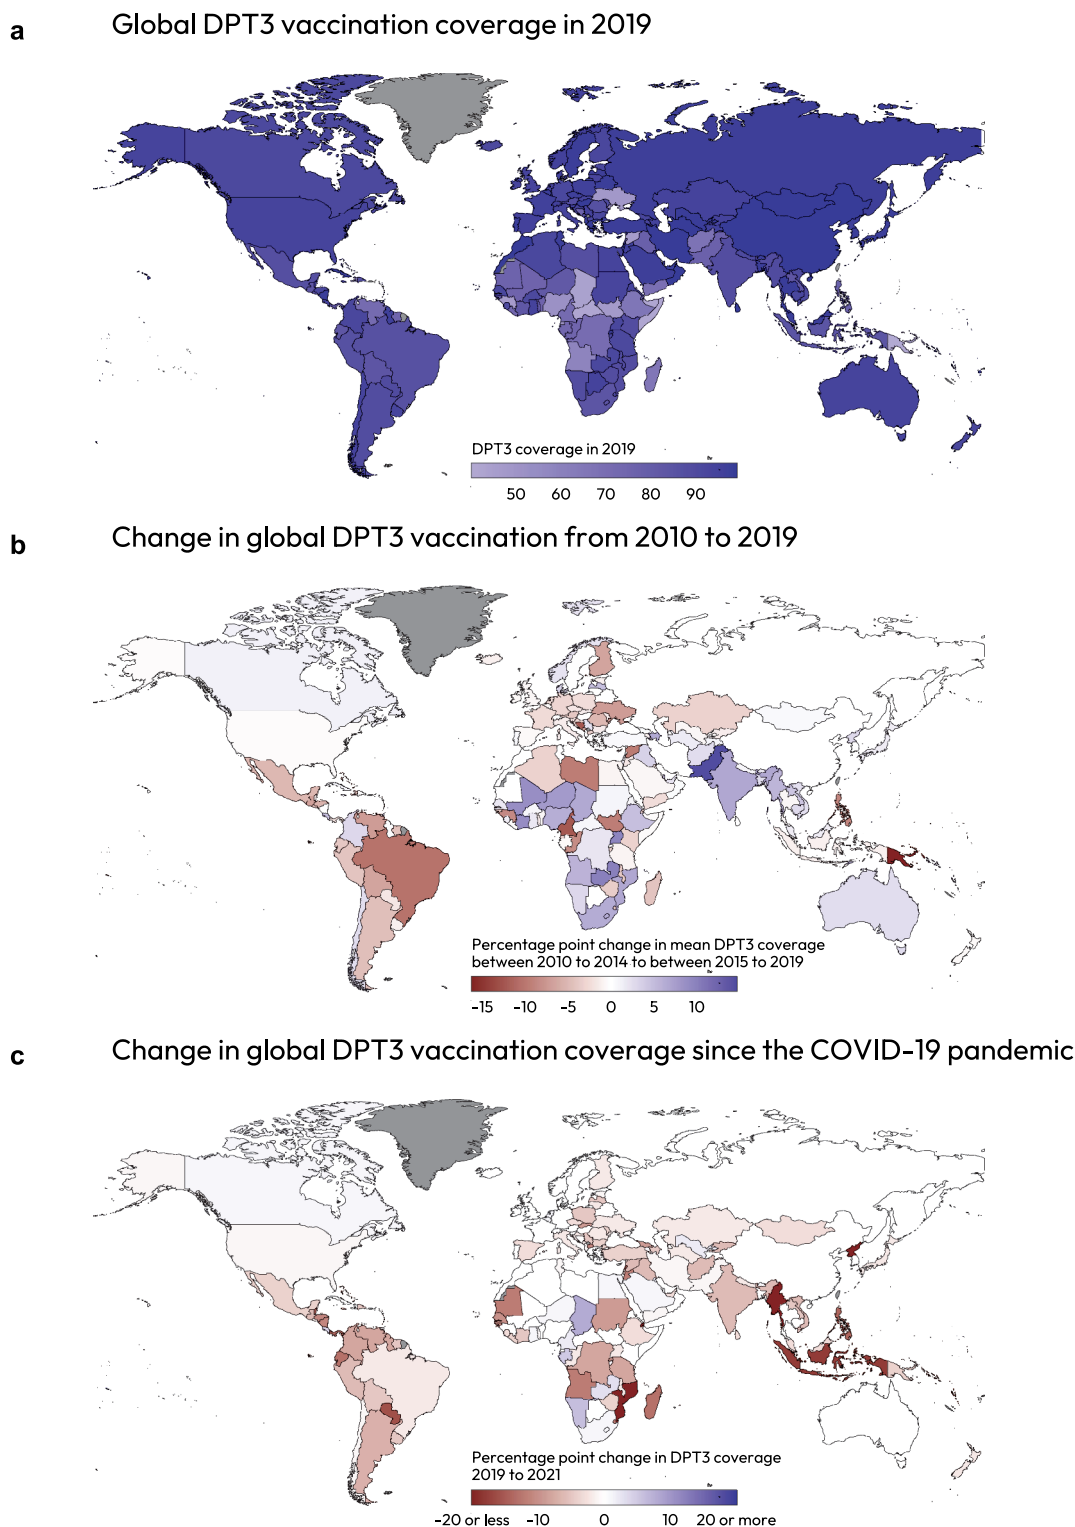 a
Global DPT3 vaccination coverage in 2019
DPT3 coverage in 2019
50 60 70 80 90
b
Change in global DPT3 vaccination from 2010 to 2019
Percentage point change in mean DPT3 coverage
between 2010 to 2014 to between 2015 to 2019
-15 -10 -5 0 5 10
c
Change in global DPT3 vaccination coverage since the COVID-19 pandemic
Percentage point change in DPT3 coverage
2019 to 2021
-20 or less -10 0 10 20 or more